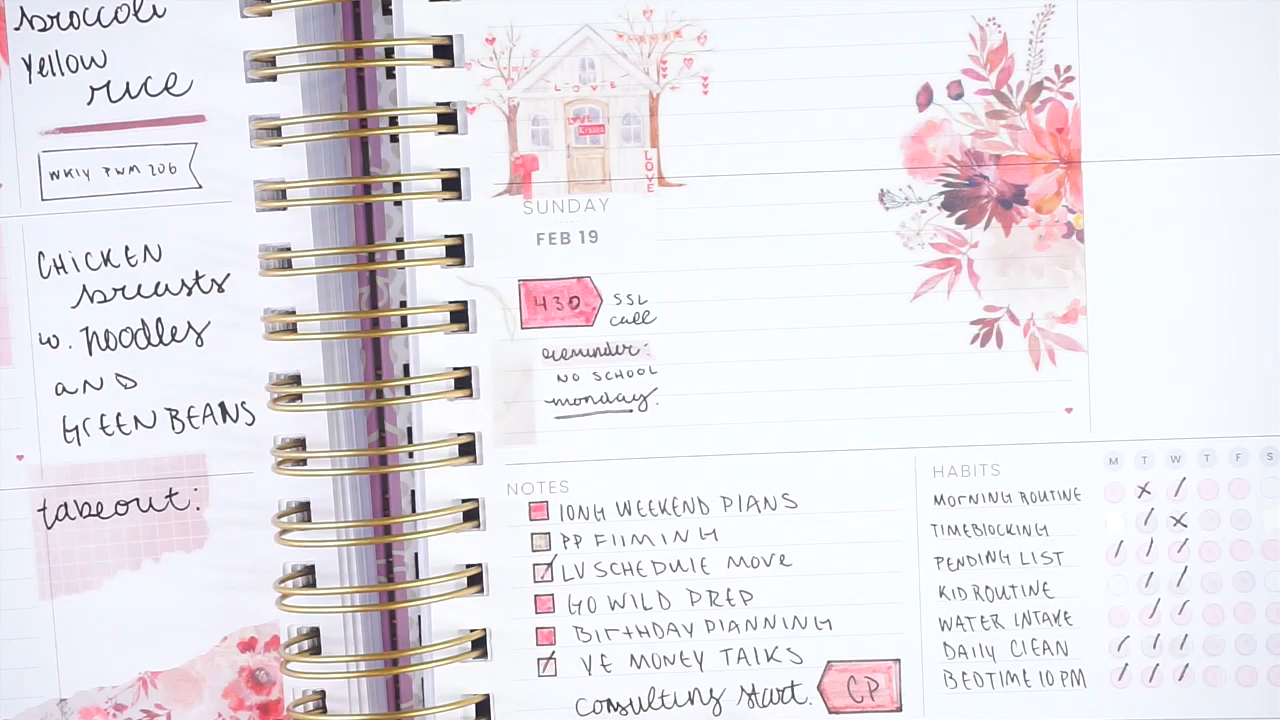 broccoli
yellow
rice
WKLY PWM 206
CHICKEN
breasts
w. noodles
AND
GREEN BEANS
takeout:
LOVE
LOVE
KISSES
LOVE
SUNDAY
FEB 19
430 SSL
call
reminder:
NO SCHOOL
monday.
NOTES
LONG WEEKEND PLANS
PP FILMING
LV SCHEDULE MOVE
GO WILD PREP
BIRTHDAY PLANNING
YE MONEY TALKS
consulting start. CP
HABITS M T W T F S
MORNING ROUTINE
TIMEBLOCKING
PENDING LIST
KID ROUTINE
WATER INTAKE
DAILY CLEAN
BEDTIME 10 PM